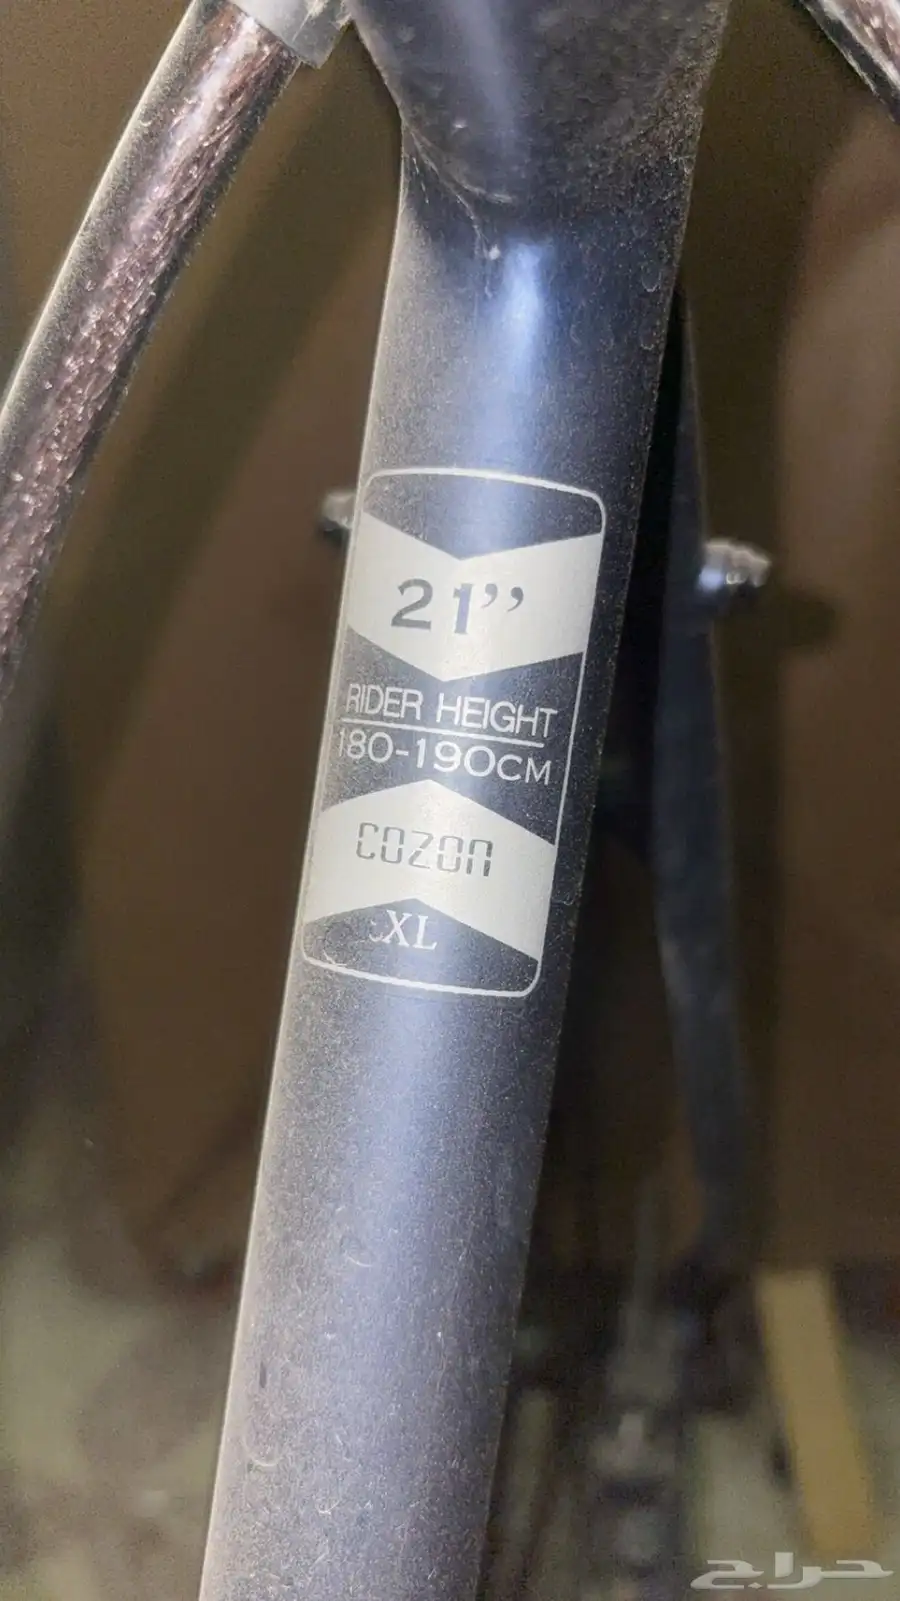 21’’
RIDER HEIGHT
180-190CM
COZON
XL
حراج